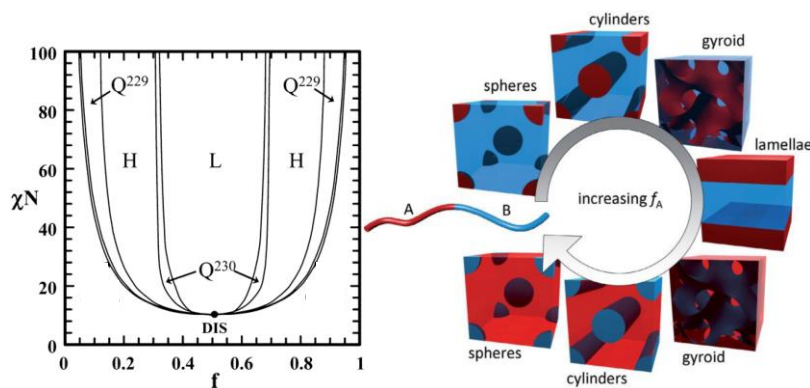 100
80
60
χN
40
20
0
0
0.2
0.4
0.6
0.8
1
f
Q²²⁹
Q²²⁹
H
L
H
Q²³⁰
DIS
cylinders
gyroid
spheres
lamellae
increasing f_A
A
B
spheres
cylinders
gyroid